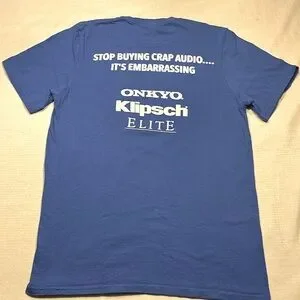 STOP BUYING CRAP AUDIO....
IT'S EMBARRASSING
ONKYO
Klipsch
ELITE